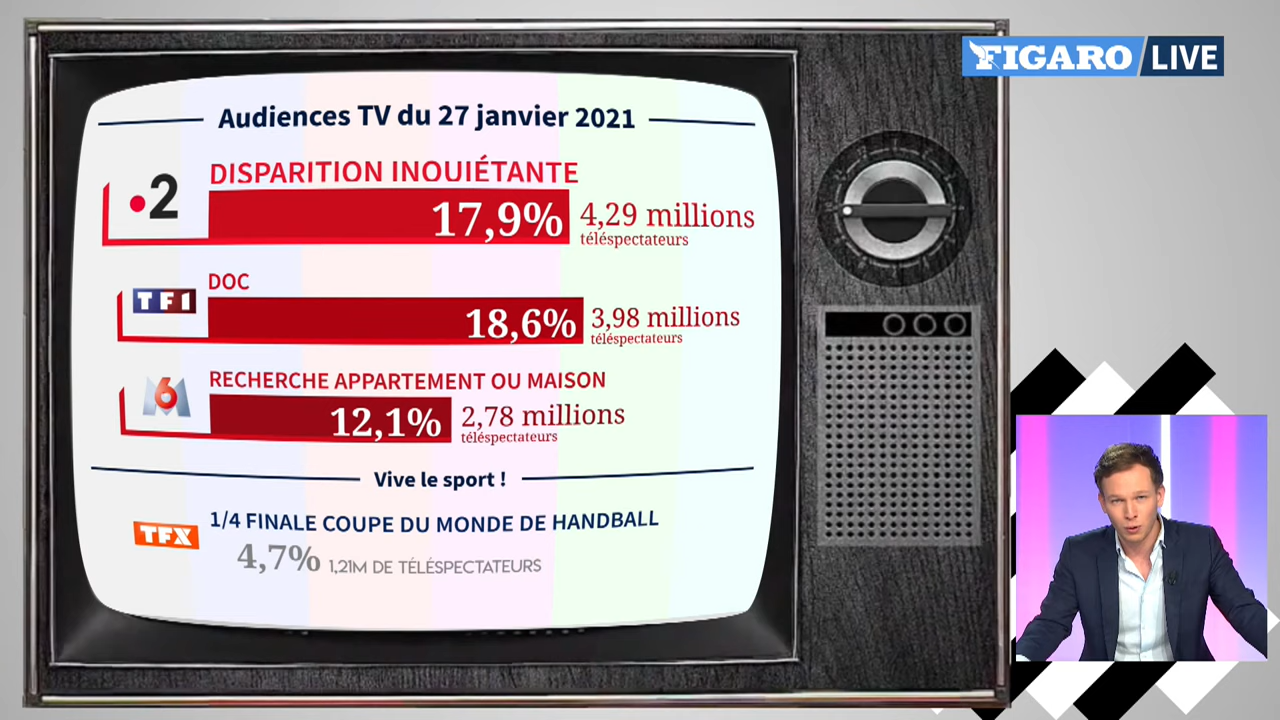 FIGARO LIVE
Audiences TV du 27 janvier 2021
DISPARITION INQUIÉTANTE
2
17,9% 4,29 millions
téléspectateurs
DOC
TF1
18,6% 3,98 millions
téléspectateurs
RECHERCHE APPARTEMENT OU MAISON
M6
12,1% 2,78 millions
téléspectateurs
Vive le sport !
TFX
1/4 FINALE COUPE DU MONDE DE HANDBALL
4,7% 1,21M DE TÉLÉSPECTATEURS